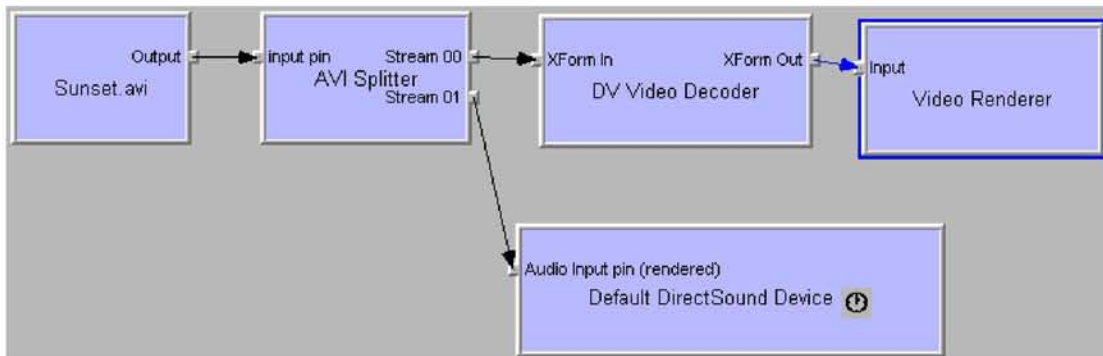 Output
Sunset.avi
input pin
Stream 00
AVI Splitter
Stream 01
XForm In
XForm Out
DV Video Decoder
Input
Video Renderer
Audio Input pin (rendered)
Default DirectSound Device